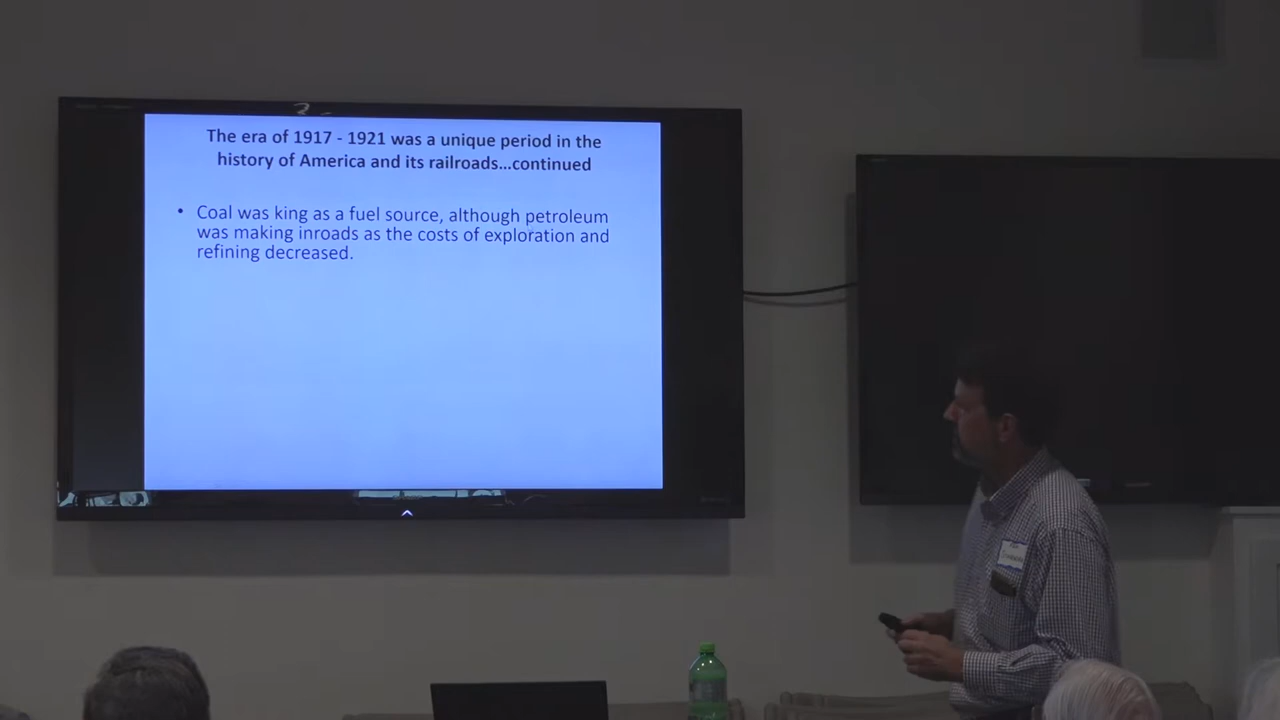 The era of 1917 - 1921 was a unique period in the
history of America and its railroads...continued
• Coal was king as a fuel source, although petroleum
was making inroads as the costs of exploration and
refining decreased.